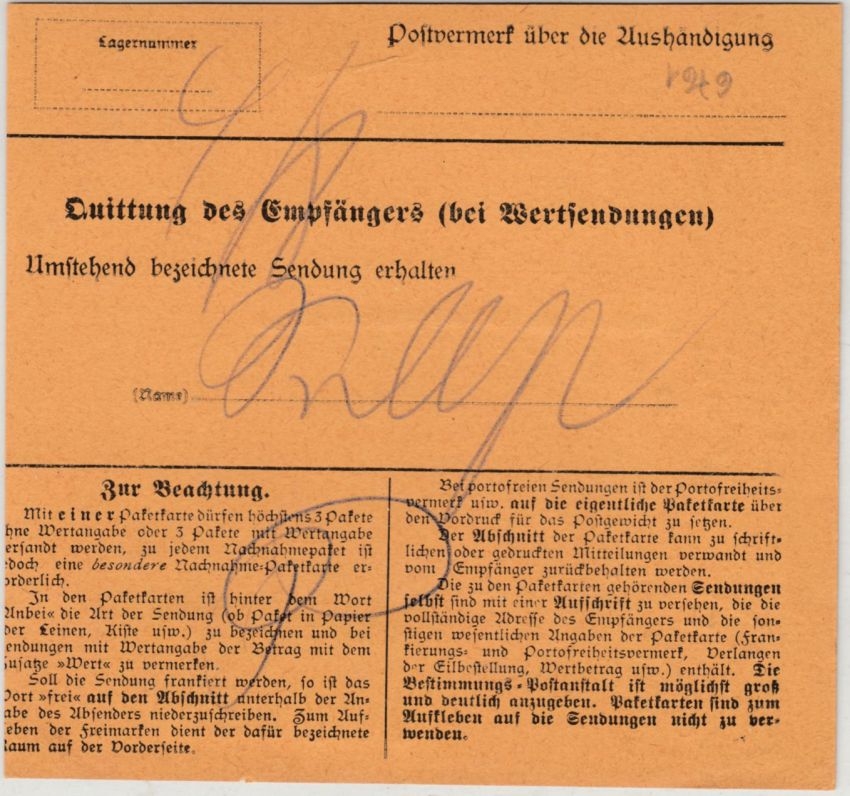 Lagernummer
Postvermerk über die Aushändigung
Quittung des Empfängers (bei Wertsendungen)
Umstehend bezeichnete Sendung erhalten
(Name)
Zur Beachtung.
Mit einer Paketkarte dürfen höchstens 3 Pakete
hne Wertangabe oder 3 Pakete mit Wertangabe
ersandt werden, zu jedem Nachnahmepaket ist
doch eine besondere Nachnahme-Paketkarte er-
orderlich.
In den Paketkarten ist hinter dem Wort
Anbei« die Art der Sendung (ob Paket in Papier
der Leinen, Kiste usw.) zu bezeichnen und bei
endungen mit Wertangabe der Betrag mit dem
Zusatze »Wert« zu vermerken.
Soll die Sendung frankiert werden, so ist das
Wort »frei« auf den Abschnitt unterhalb der An-
abe des Absenders niederzuschreiben. Zum Auf-
leben der Freimarken dient der dafür bezeichnete
Raum auf der Vorderseite.
Bei portofreien Sendungen ist der Portofreiheits-
vermerk usw. auf die eigentliche Paketkarte über
den Vordruck für das Postgewicht zu setzen.
Der Abschnitt der Paketkarte kann zu schrift-
lichen oder gedruckten Mitteilungen verwandt und
vom Empfänger zurückbehalten werden.
Die zu den Paketkarten gehörenden Sendungen
selbst sind mit einer Aufschrift zu versehen, die die
vollständige Adresse des Empfängers und die son-
stigen wesentlichen Angaben der Paketkarte (Fran-
kierungs- und Portofreiheitsvermerk, Verlangen
der Eilbestellung, Wertbetrag usw.) enthält. Die
Bestimmungs-Postanstalt ist möglichst groß
und deutlich anzugeben. Paketkarten sind zum
Aufkleben auf die Sendungen nicht zu ver-
wenden.